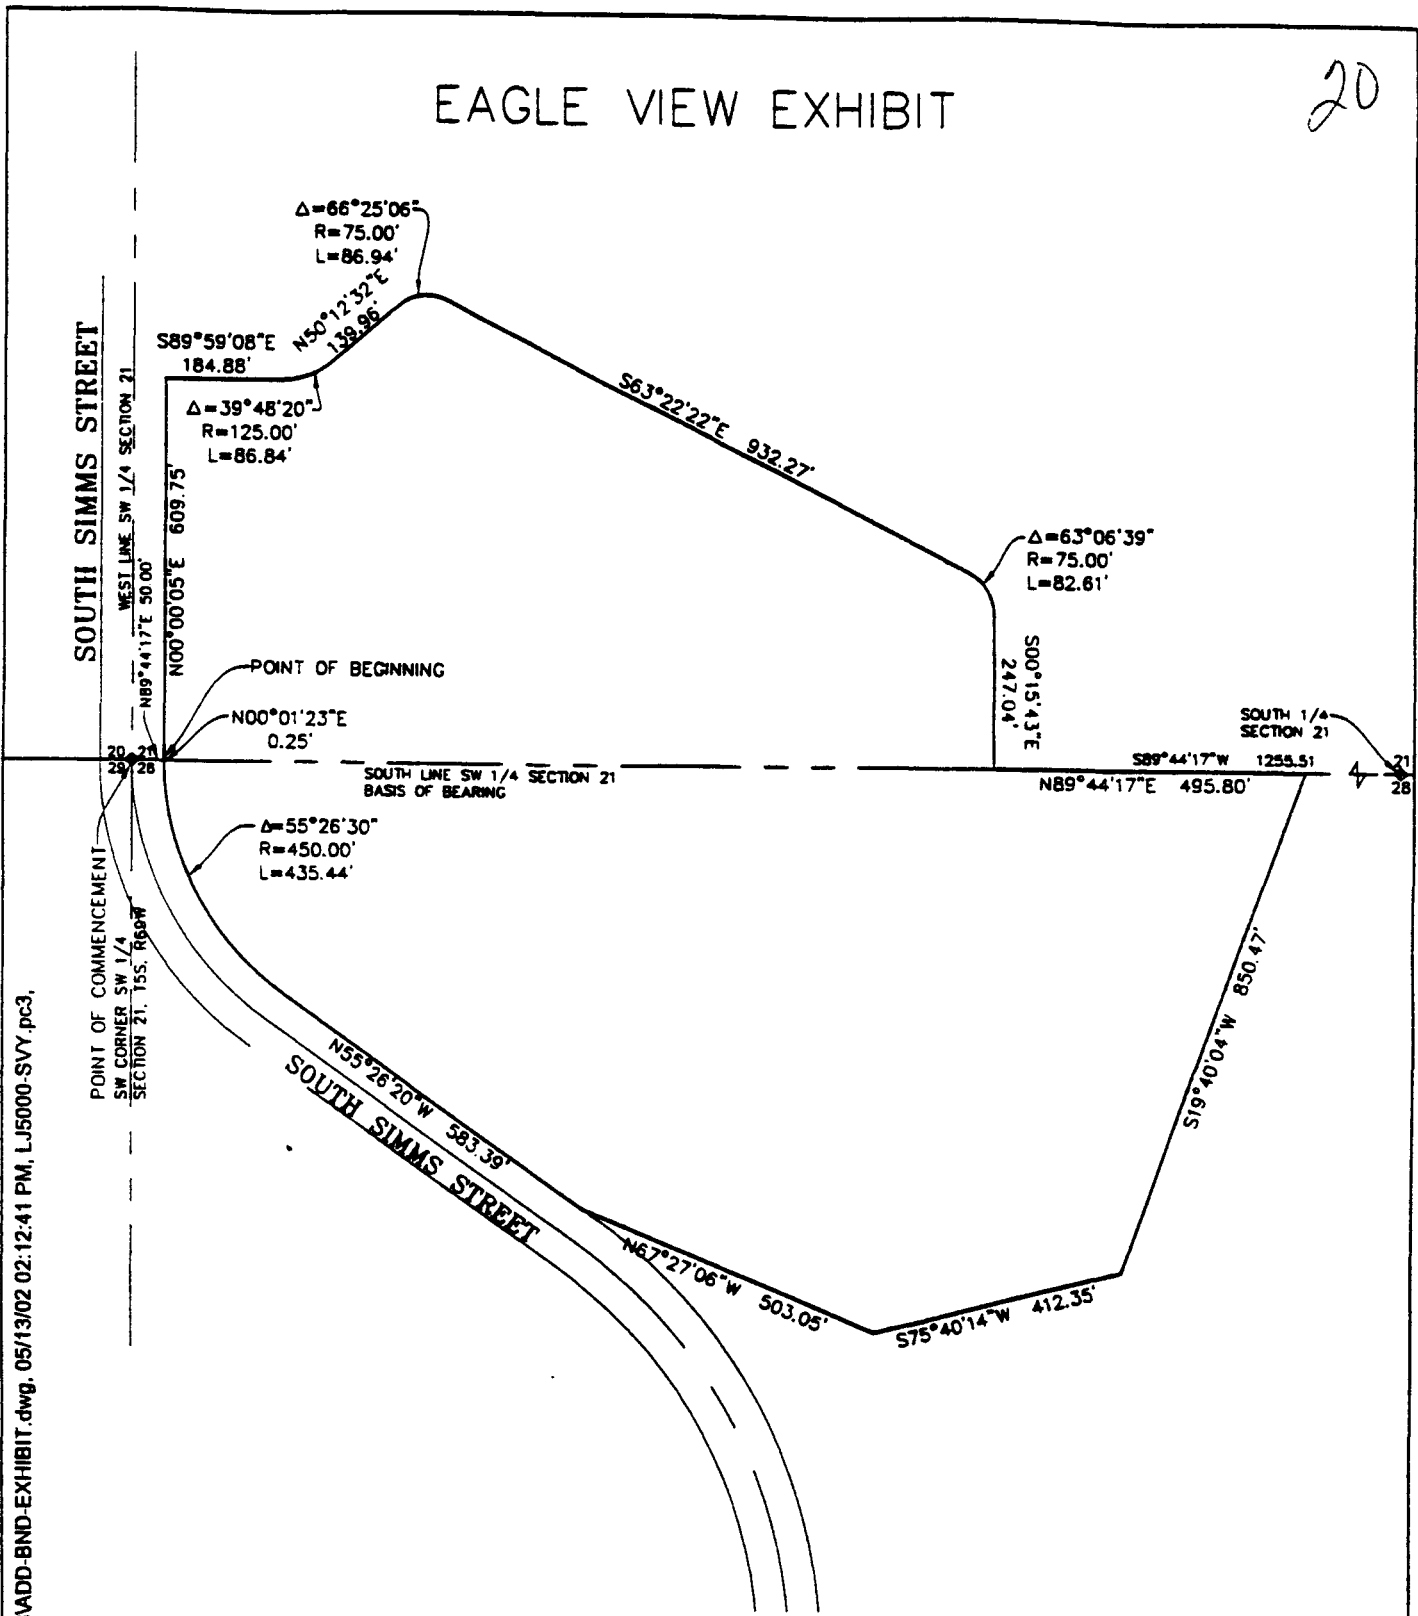 EAGLE VIEW EXHIBIT
20
Δ=66°25'06"
R=75.00'
L=86.94'
N50°12'32"E
139.96'
S89°59'08"E
184.88'
Δ=39°48'20"
R=125.00'
L=86.84'
S63°22'22"E 932.27'
SOUTH SIMMS STREET
WEST LINE SW 1/4 SECTION 21
N00°00'05"E 609.75'
N89°44'17"E 50.00'
Δ=63°06'39"
R=75.00'
L=82.61'
POINT OF BEGINNING
N00°01'23"E
0.25'
S00°15'43"E
247.04'
SOUTH 1/4
SECTION 21
20 21
29 28
SOUTH LINE SW 1/4 SECTION 21
BASIS OF BEARING
S89°44'17"W 1255.51
N89°44'17"E 495.80'
21
28
Δ=55°26'30"
R=450.00'
L=435.44'
POINT OF COMMENCEMENT
SW CORNER SW 1/4
SECTION 21, T5S, R69W
S19°40'04"W 850.47'
N55°26'20"W 583.39'
SOUTH SIMMS STREET
N67°27'06"W 503.05'
S75°40'14"W 412.35'
ADD-BND-EXHIBIT.dwg, 05/13/02 02:12:41 PM, LJ5000-SVY.pc3,